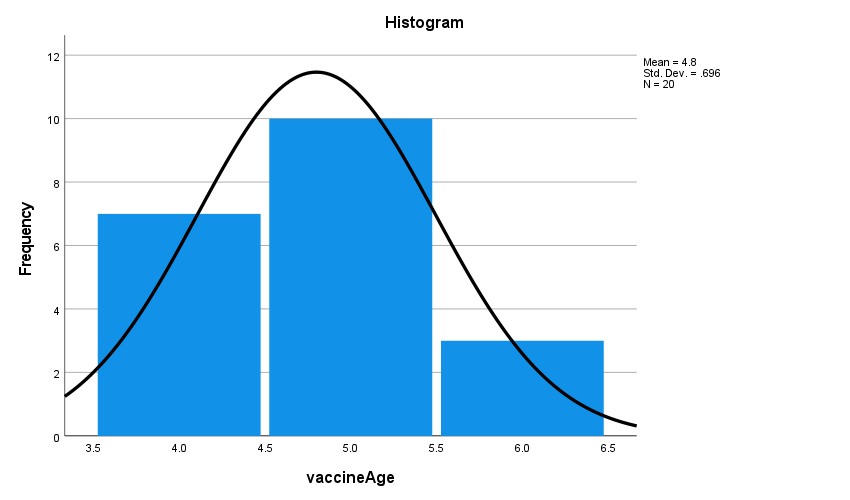 Histogram
Mean = 4.8
Std. Dev. = .696
N = 20
12
10
8
6
4
2
0
Frequency
3.5 4.0 4.5 5.0 5.5 6.0 6.5
vaccineAge